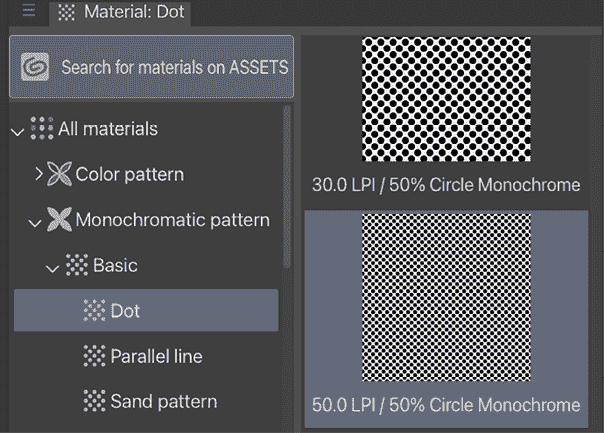 Material: Dot
Search for materials on ASSETS
All materials
Color pattern
Monochromatic pattern
Basic
Dot
Parallel line
Sand pattern
30.0 LPI / 50% Circle Monochrome
50.0 LPI / 50% Circle Monochrome